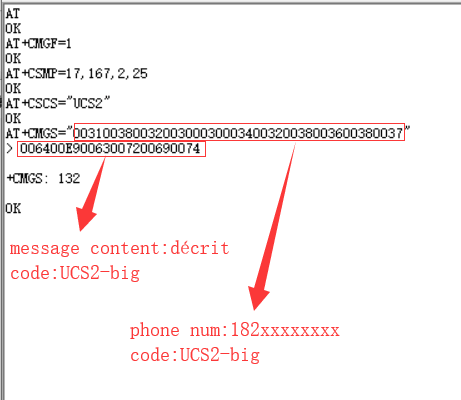 AT
OK
AT+CMGF=1
OK
AT+CSMP=17,167,2,25
OK
AT+CSCS="UCS2"
OK
AT+CMGS="00310038003200300030003400320038003600380037"
> 006400E90063007200690074
+CMGS: 132
OK
message content:décrit
code:UCS2-big
phone num:182xxxxxxxx
code:UCS2-big